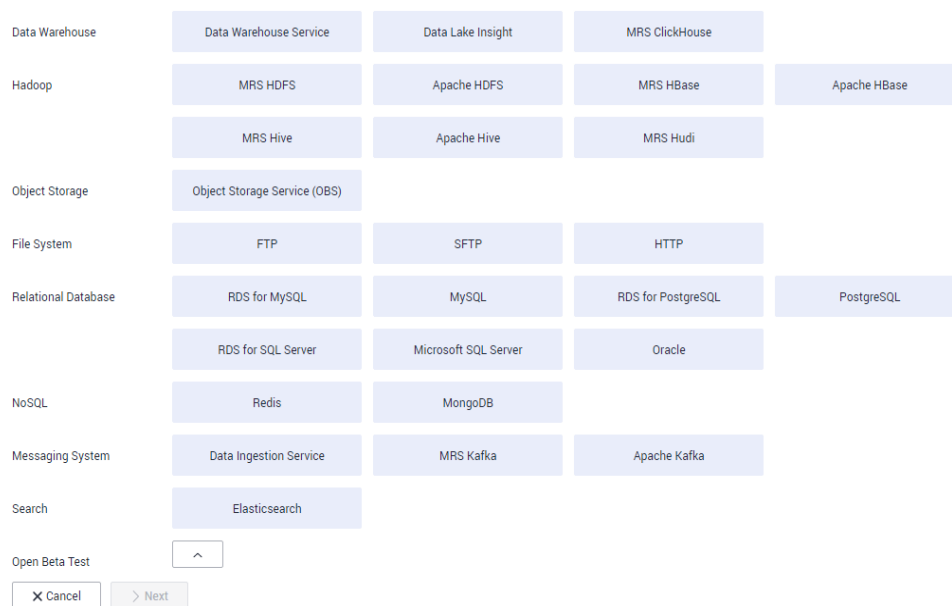 Data Warehouse Data Warehouse Service Data Lake Insight MRS ClickHouse
Hadoop MRS HDFS Apache HDFS MRS HBase Apache HBase
MRS Hive Apache Hive MRS Hudi
Object Storage Object Storage Service (OBS)
File System FTP SFTP HTTP
Relational Database RDS for MySQL MySQL RDS for PostgreSQL PostgreSQL
RDS for SQL Server Microsoft SQL Server Oracle
NoSQL Redis MongoDB
Messaging System Data Ingestion Service MRS Kafka Apache Kafka
Search Elasticsearch
Open Beta Test
Cancel Next